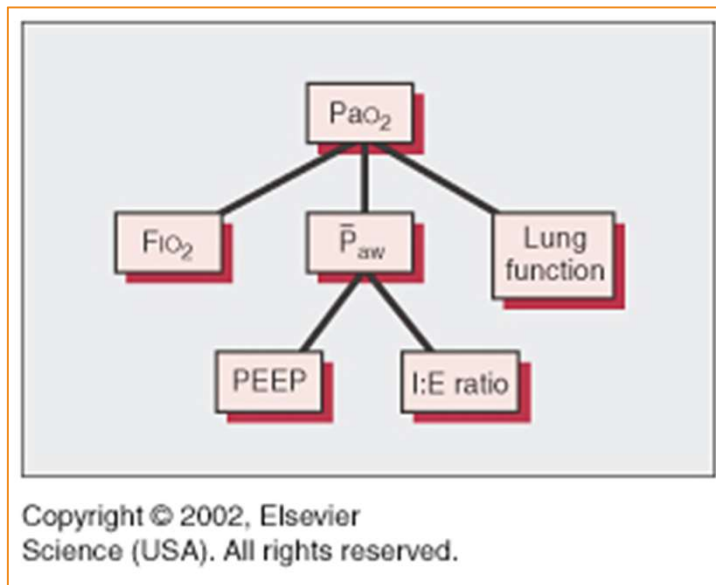 PaO₂
FIO₂
P̄aw
Lung
function
PEEP
I:E ratio
Copyright © 2002, Elsevier
Science (USA). All rights reserved.